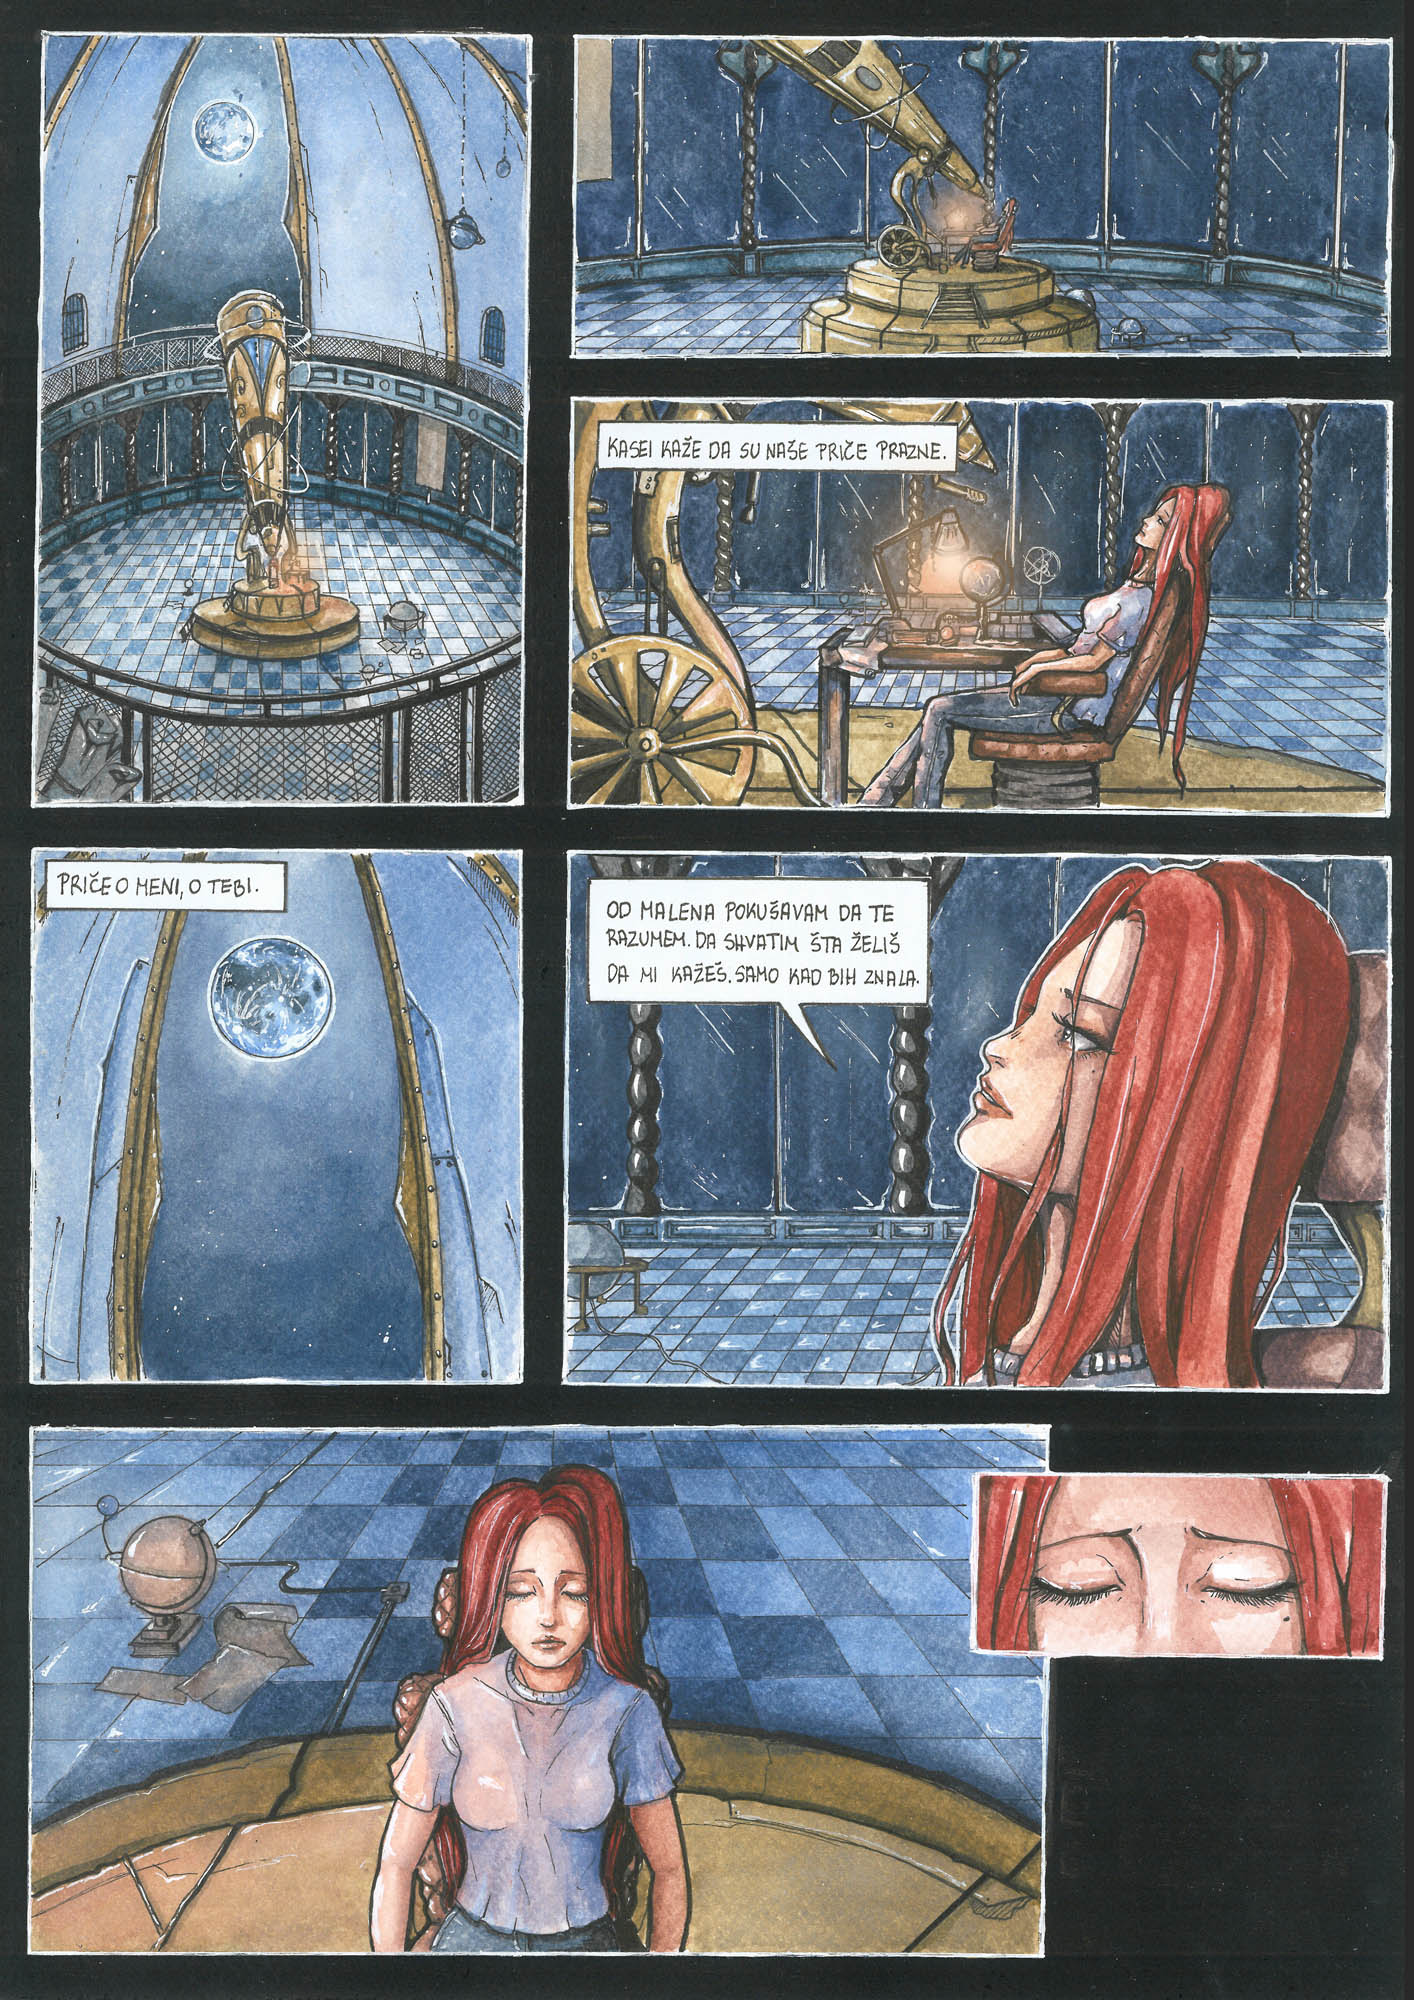 KASEI KAŽE DA SU NAŠE PRIČE PRAZNE.
PRIČE O MENI, O TEBI.
OD MALENA POKUŠAVAM DA TE
RAZUMEM. DA SHVATIM ŠTA ŽELIŠ
DA MI KAŽEŠ. SAMO KAD BIH ZNALA.